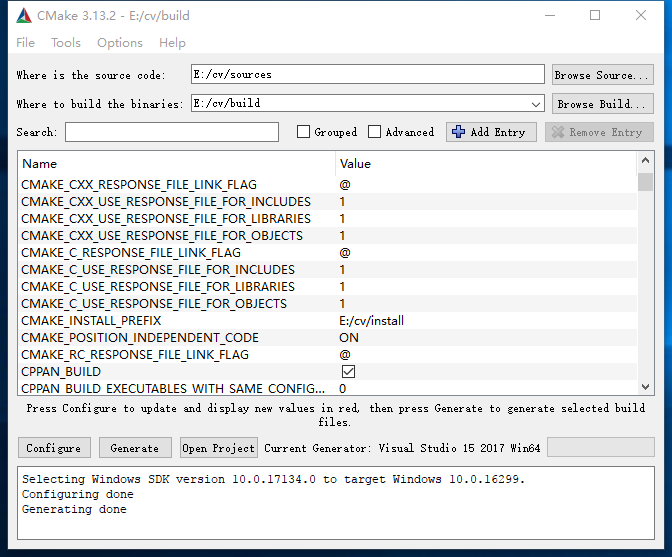 CMake 3.13.2 - E:/cv/build
File Tools Options Help
Where is the source code: E:/cv/sources Browse Source...
Where to build the binaries: E:/cv/build Browse Build...
Search: Grouped Advanced Add Entry Remove Entry
Name Value
CMAKE_CXX_RESPONSE_FILE_LINK_FLAG @
CMAKE_CXX_USE_RESPONSE_FILE_FOR_INCLUDES 1
CMAKE_CXX_USE_RESPONSE_FILE_FOR_LIBRARIES 1
CMAKE_CXX_USE_RESPONSE_FILE_FOR_OBJECTS 1
CMAKE_C_RESPONSE_FILE_LINK_FLAG @
CMAKE_C_USE_RESPONSE_FILE_FOR_INCLUDES 1
CMAKE_C_USE_RESPONSE_FILE_FOR_LIBRARIES 1
CMAKE_C_USE_RESPONSE_FILE_FOR_OBJECTS 1
CMAKE_INSTALL_PREFIX E:/cv/install
CMAKE_POSITION_INDEPENDENT_CODE ON
CMAKE_RC_RESPONSE_FILE_LINK_FLAG @
CPPAN_BUILD
CPPAN_BUILD_EXECUTABLES_WITH_SAME_CONFIG... 0
Press Configure to update and display new values in red, then press Generate to generate selected build
files.
Configure Generate Open Project Current Generator: Visual Studio 15 2017 Win64
Selecting Windows SDK version 10.0.17134.0 to target Windows 10.0.16299.
Configuring done
Generating done